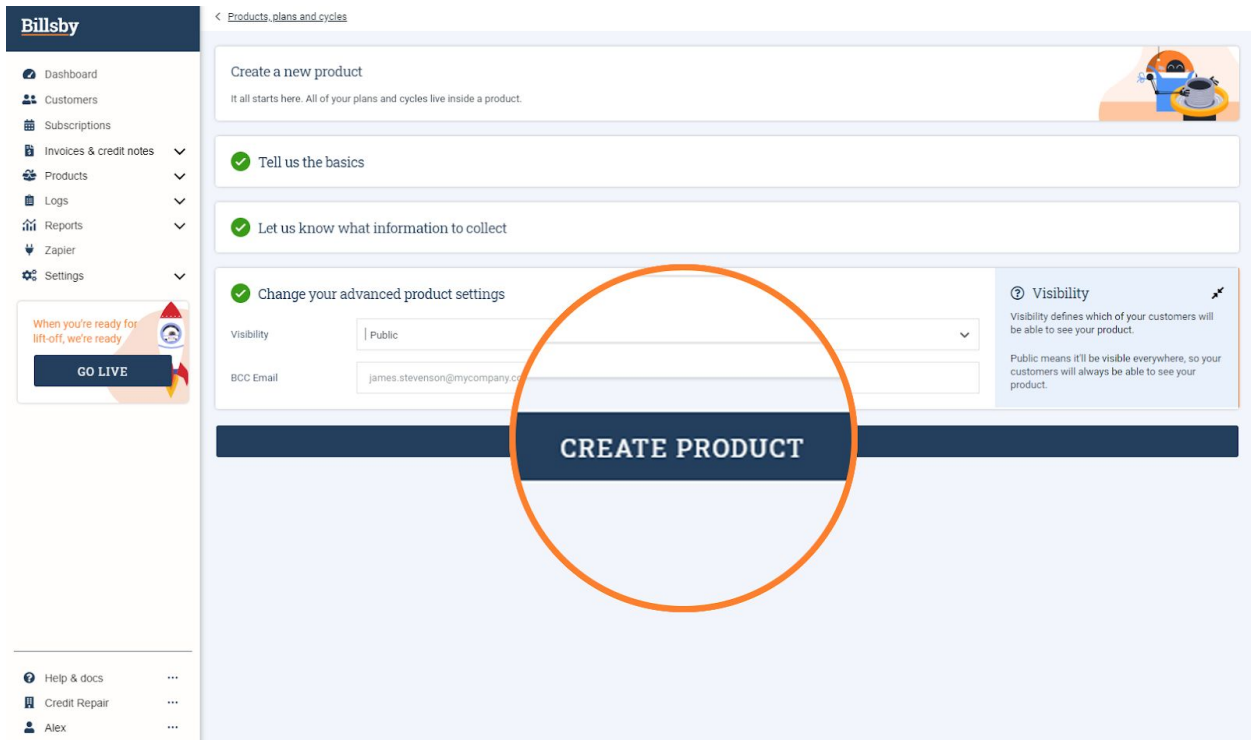 Billsby
Dashboard
Customers
Subscriptions
Invoices & credit notes
Products
Logs
Reports
Zapier
Settings
When you're ready for
lift-off, we're ready
GO LIVE
Help & docs
Credit Repair
Alex
Products, plans and cycles
Create a new product
It all starts here. All of your plans and cycles live inside a product.
Tell us the basics
Let us know what information to collect
Change your advanced product settings
Visibility
Public
BCC Email
james.stevenson@mycompany.co
Visibility
Visibility defines which of your customers will
be able to see your product.
Public means it'll be visible everywhere, so your
customers will always be able to see your
product.
CREATE PRODUCT